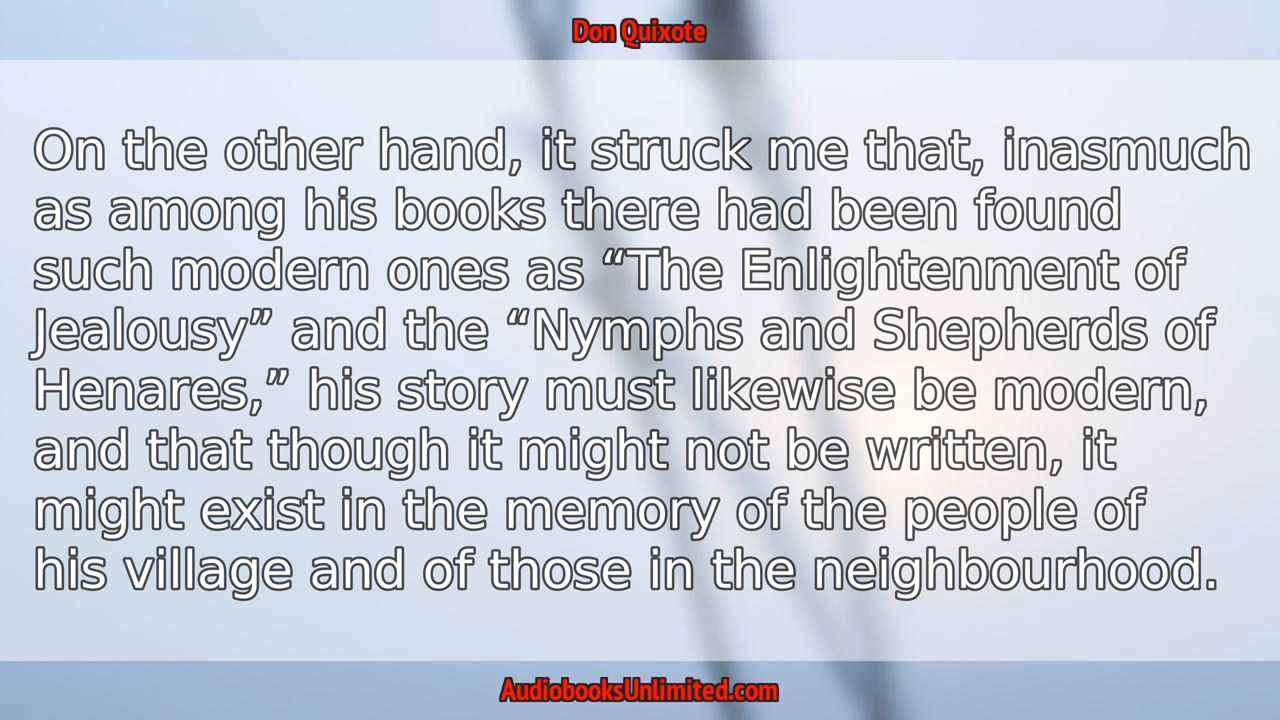 Don Quixote
On the other hand, it struck me that, inasmuch
as among his books there had been found
such modern ones as “The Enlightenment of
Jealousy” and the “Nymphs and Shepherds of
Henares,” his story must likewise be modern,
and that though it might not be written, it
might exist in the memory of the people of
his village and of those in the neighbourhood.
AudiobooksUnlimited.com